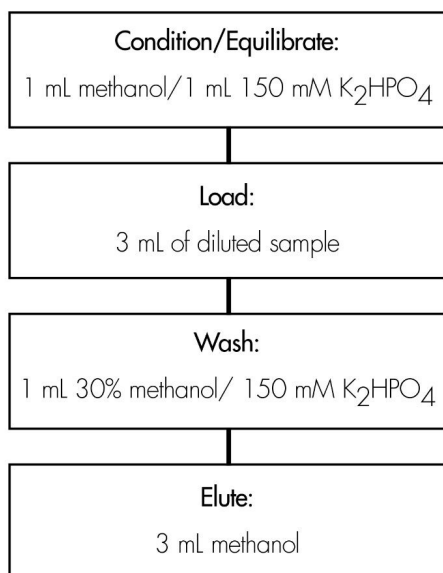 Condition/Equilibrate:
1 mL methanol/1 mL 150 mM K₂HPO₄
Load:
3 mL of diluted sample
Wash:
1 mL 30% methanol/ 150 mM K₂HPO₄
Elute:
3 mL methanol